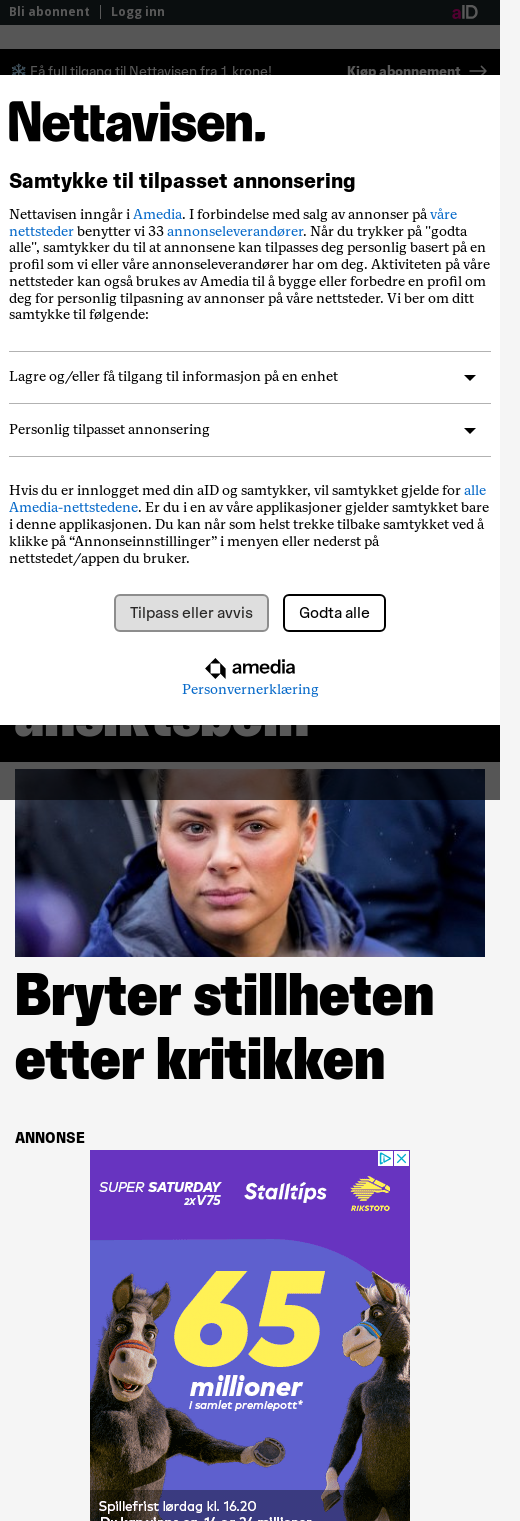 Bli abonnent | Logg inn
aID
Få full tilgang til Nettavisen fra 1 krone!
Kjøp abonnement
Nettavisen.
Samtykke til tilpasset annonsering
Nettavisen inngår i Amedia. I forbindelse med salg av annonser på våre
nettsteder benytter vi 33 annonseleverandører. Når du trykker på "godta
alle", samtykker du til at annonsene kan tilpasses deg personlig basert på en
profil som vi eller våre annonseleverandører har om deg. Aktiviteten på våre
nettsteder kan også brukes av Amedia til å bygge eller forbedre en profil om
deg for personlig tilpasning av annonser på våre nettsteder. Vi ber om ditt
samtykke til følgende:
Lagre og/eller få tilgang til informasjon på en enhet
Personlig tilpasset annonsering
Hvis du er innlogget med din aID og samtykker, vil samtykket gjelde for alle
Amedia-nettstedene. Er du i en av våre applikasjoner gjelder samtykket bare
i denne applikasjonen. Du kan når som helst trekke tilbake samtykket ved å
klikke på “Annonseinnstillinger” i menyen eller nederst på
nettstedet/appen du bruker.
Tilpass eller avvis
Godta alle
amedia
Personvernerklæring
Bryter stillheten
etter kritikken
ANNONSE
SUPER SATURDAY
2xV75
Stalltips
RIKSTOTO
65
millioner
i samlet premiepott*
Spillefrist lørdag kl. 16.20